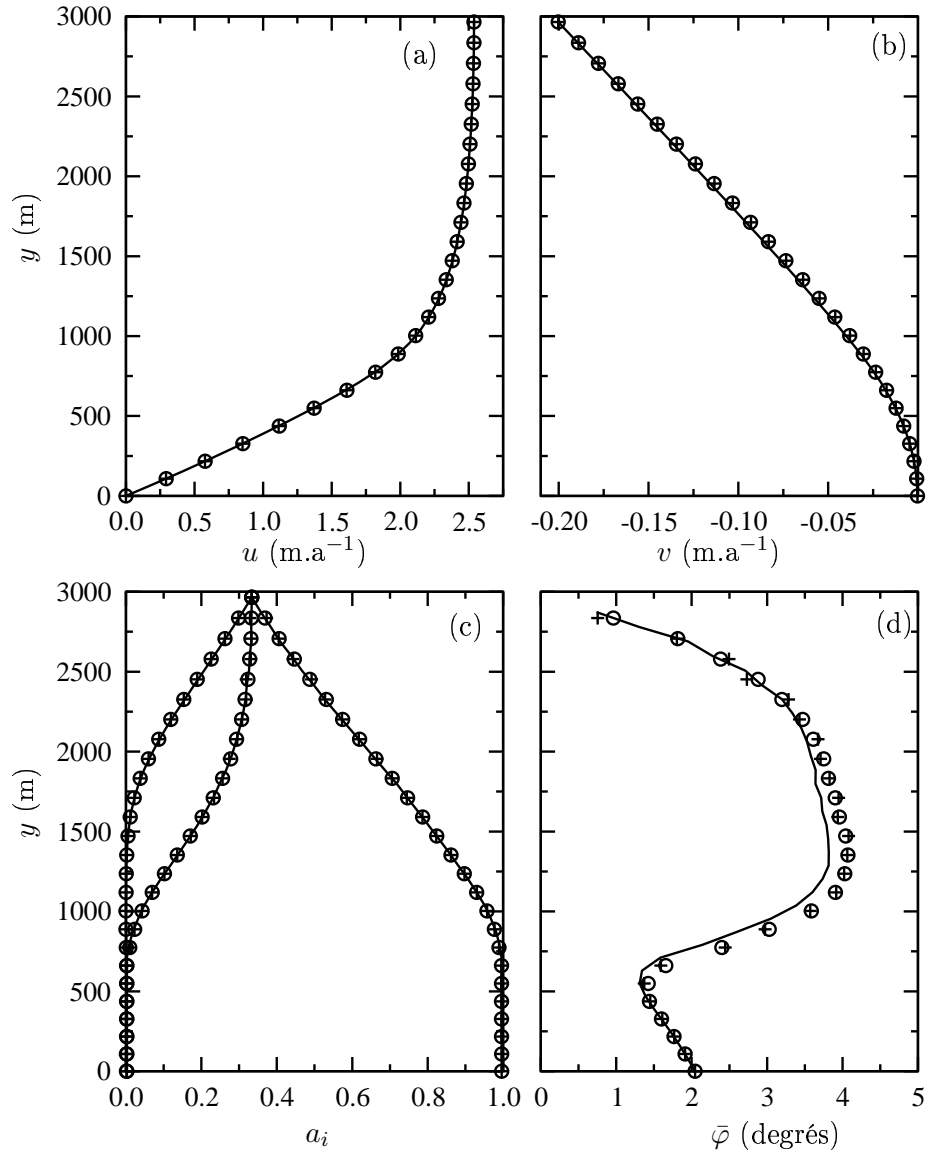 3000
2500
2000
1500
1000
500
0
y (m)
(a)
0.0 0.5 1.0 1.5 2.0 2.5
u (m.a⁻¹)
(b)
-0.20 -0.15 -0.10 -0.05
v (m.a⁻¹)
3000
2500
2000
1500
1000
500
0
y (m)
(c)
0.0 0.2 0.4 0.6 0.8 1.0
aᵢ
(d)
0 1 2 3 4 5
φ̄ (degrés)